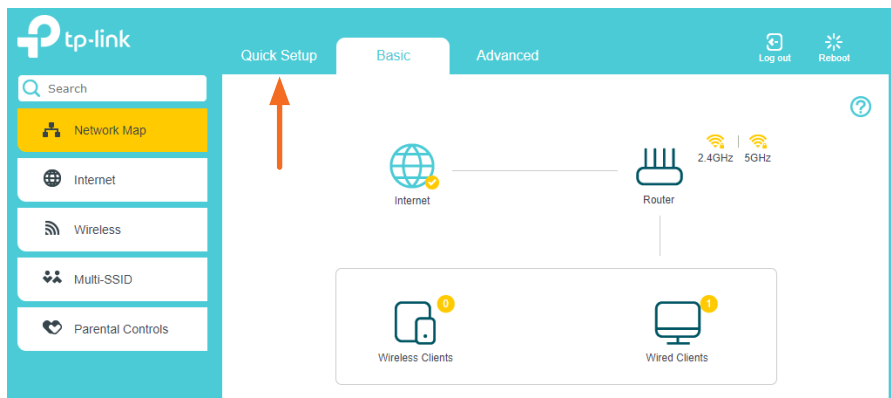 tp-link
Quick Setup
Basic
Advanced
Log out
Reboot
Search
Network Map
Internet
Wireless
Multi-SSID
Parental Controls
?
2.4GHz
5GHz
Internet
Router
0
Wireless Clients
1
Wired Clients